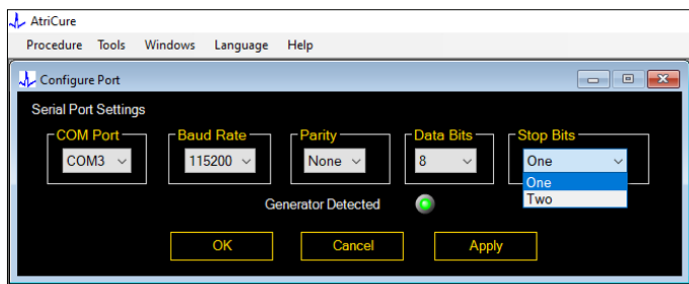 AtriCure
Procedure Tools Windows Language Help
Configure Port
Serial Port Settings
COM Port Baud Rate Parity Data Bits Stop Bits
COM3 115200 None 8 One
One
Two
Generator Detected
OK Cancel Apply